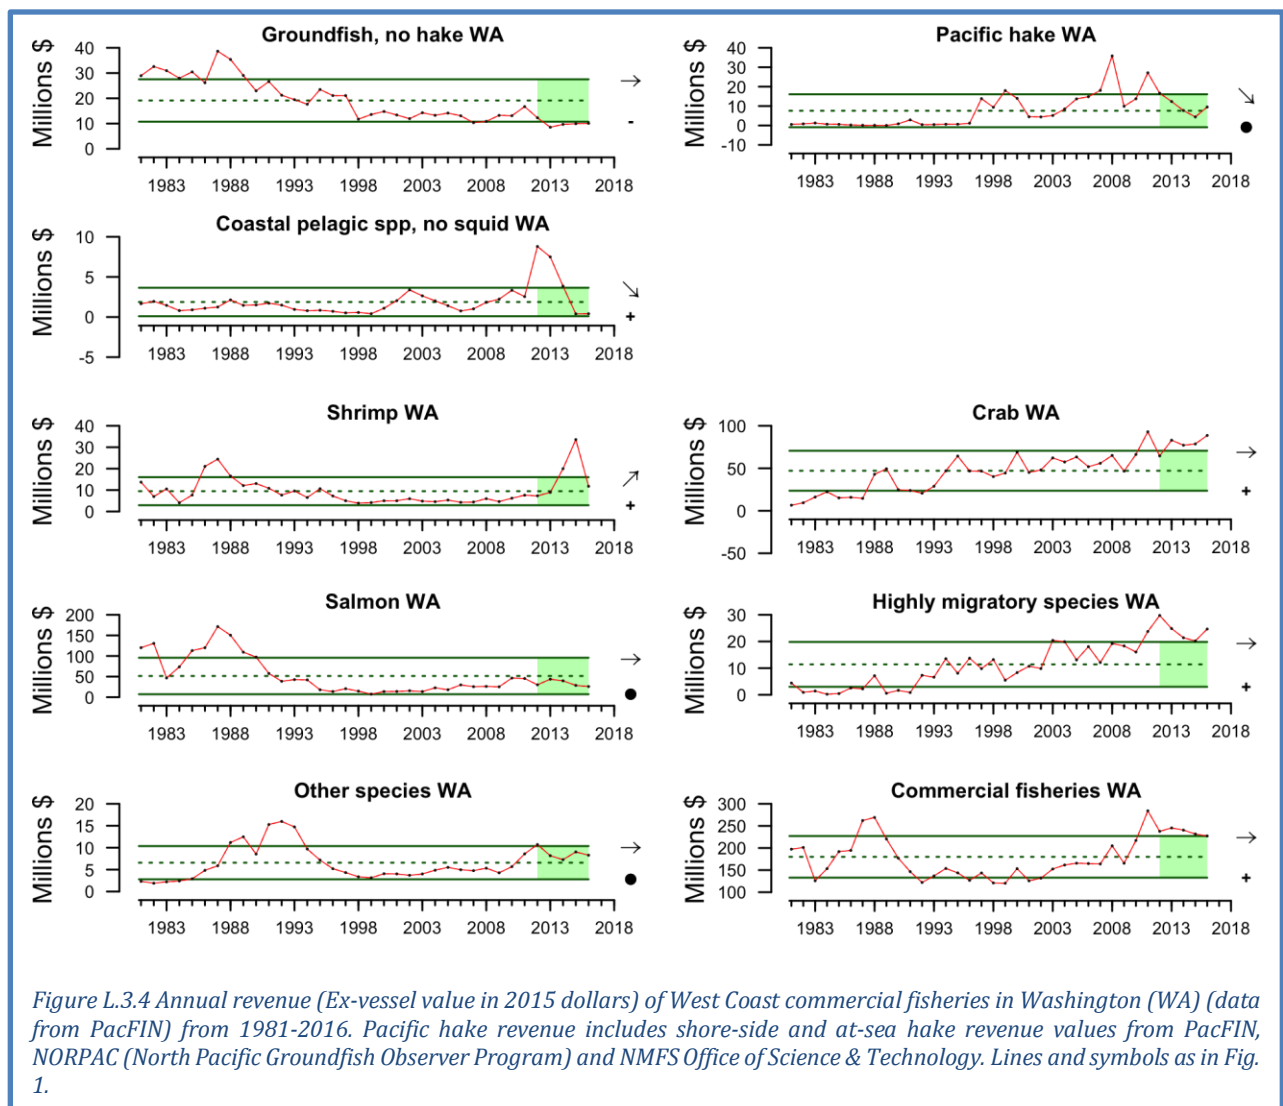 Groundfish, no hake WA
Millions $
40
30
20
10
0
→
-
1983 1988 1993 1998 2003 2008 2013 2018
Pacific hake WA
Millions $
40
30
20
10
0
-10
↘
●
1983 1988 1993 1998 2003 2008 2013 2018
Coastal pelagic spp, no squid WA
Millions $
10
5
0
-5
↘
+
1983 1988 1993 1998 2003 2008 2013 2018
Shrimp WA
Millions $
40
30
20
10
0
↗
+
1983 1988 1993 1998 2003 2008 2013 2018
Crab WA
Millions $
100
50
0
-50
→
+
1983 1988 1993 1998 2003 2008 2013 2018
Salmon WA
Millions $
200
150
100
50
0
→
●
1983 1988 1993 1998 2003 2008 2013 2018
Highly migratory species WA
Millions $
30
20
10
0
→
+
1983 1988 1993 1998 2003 2008 2013 2018
Other species WA
Millions $
20
15
10
5
0
→
●
1983 1988 1993 1998 2003 2008 2013 2018
Commercial fisheries WA
Millions $
300
250
200
150
100
→
+
1983 1988 1993 1998 2003 2008 2013 2018
Figure L.3.4 Annual revenue (Ex-vessel value in 2015 dollars) of West Coast commercial fisheries in Washington (WA) (data
from PacFIN) from 1981-2016. Pacific hake revenue includes shore-side and at-sea hake revenue values from PacFIN,
NORPAC (North Pacific Groundfish Observer Program) and NMFS Office of Science & Technology. Lines and symbols as in Fig.
1.